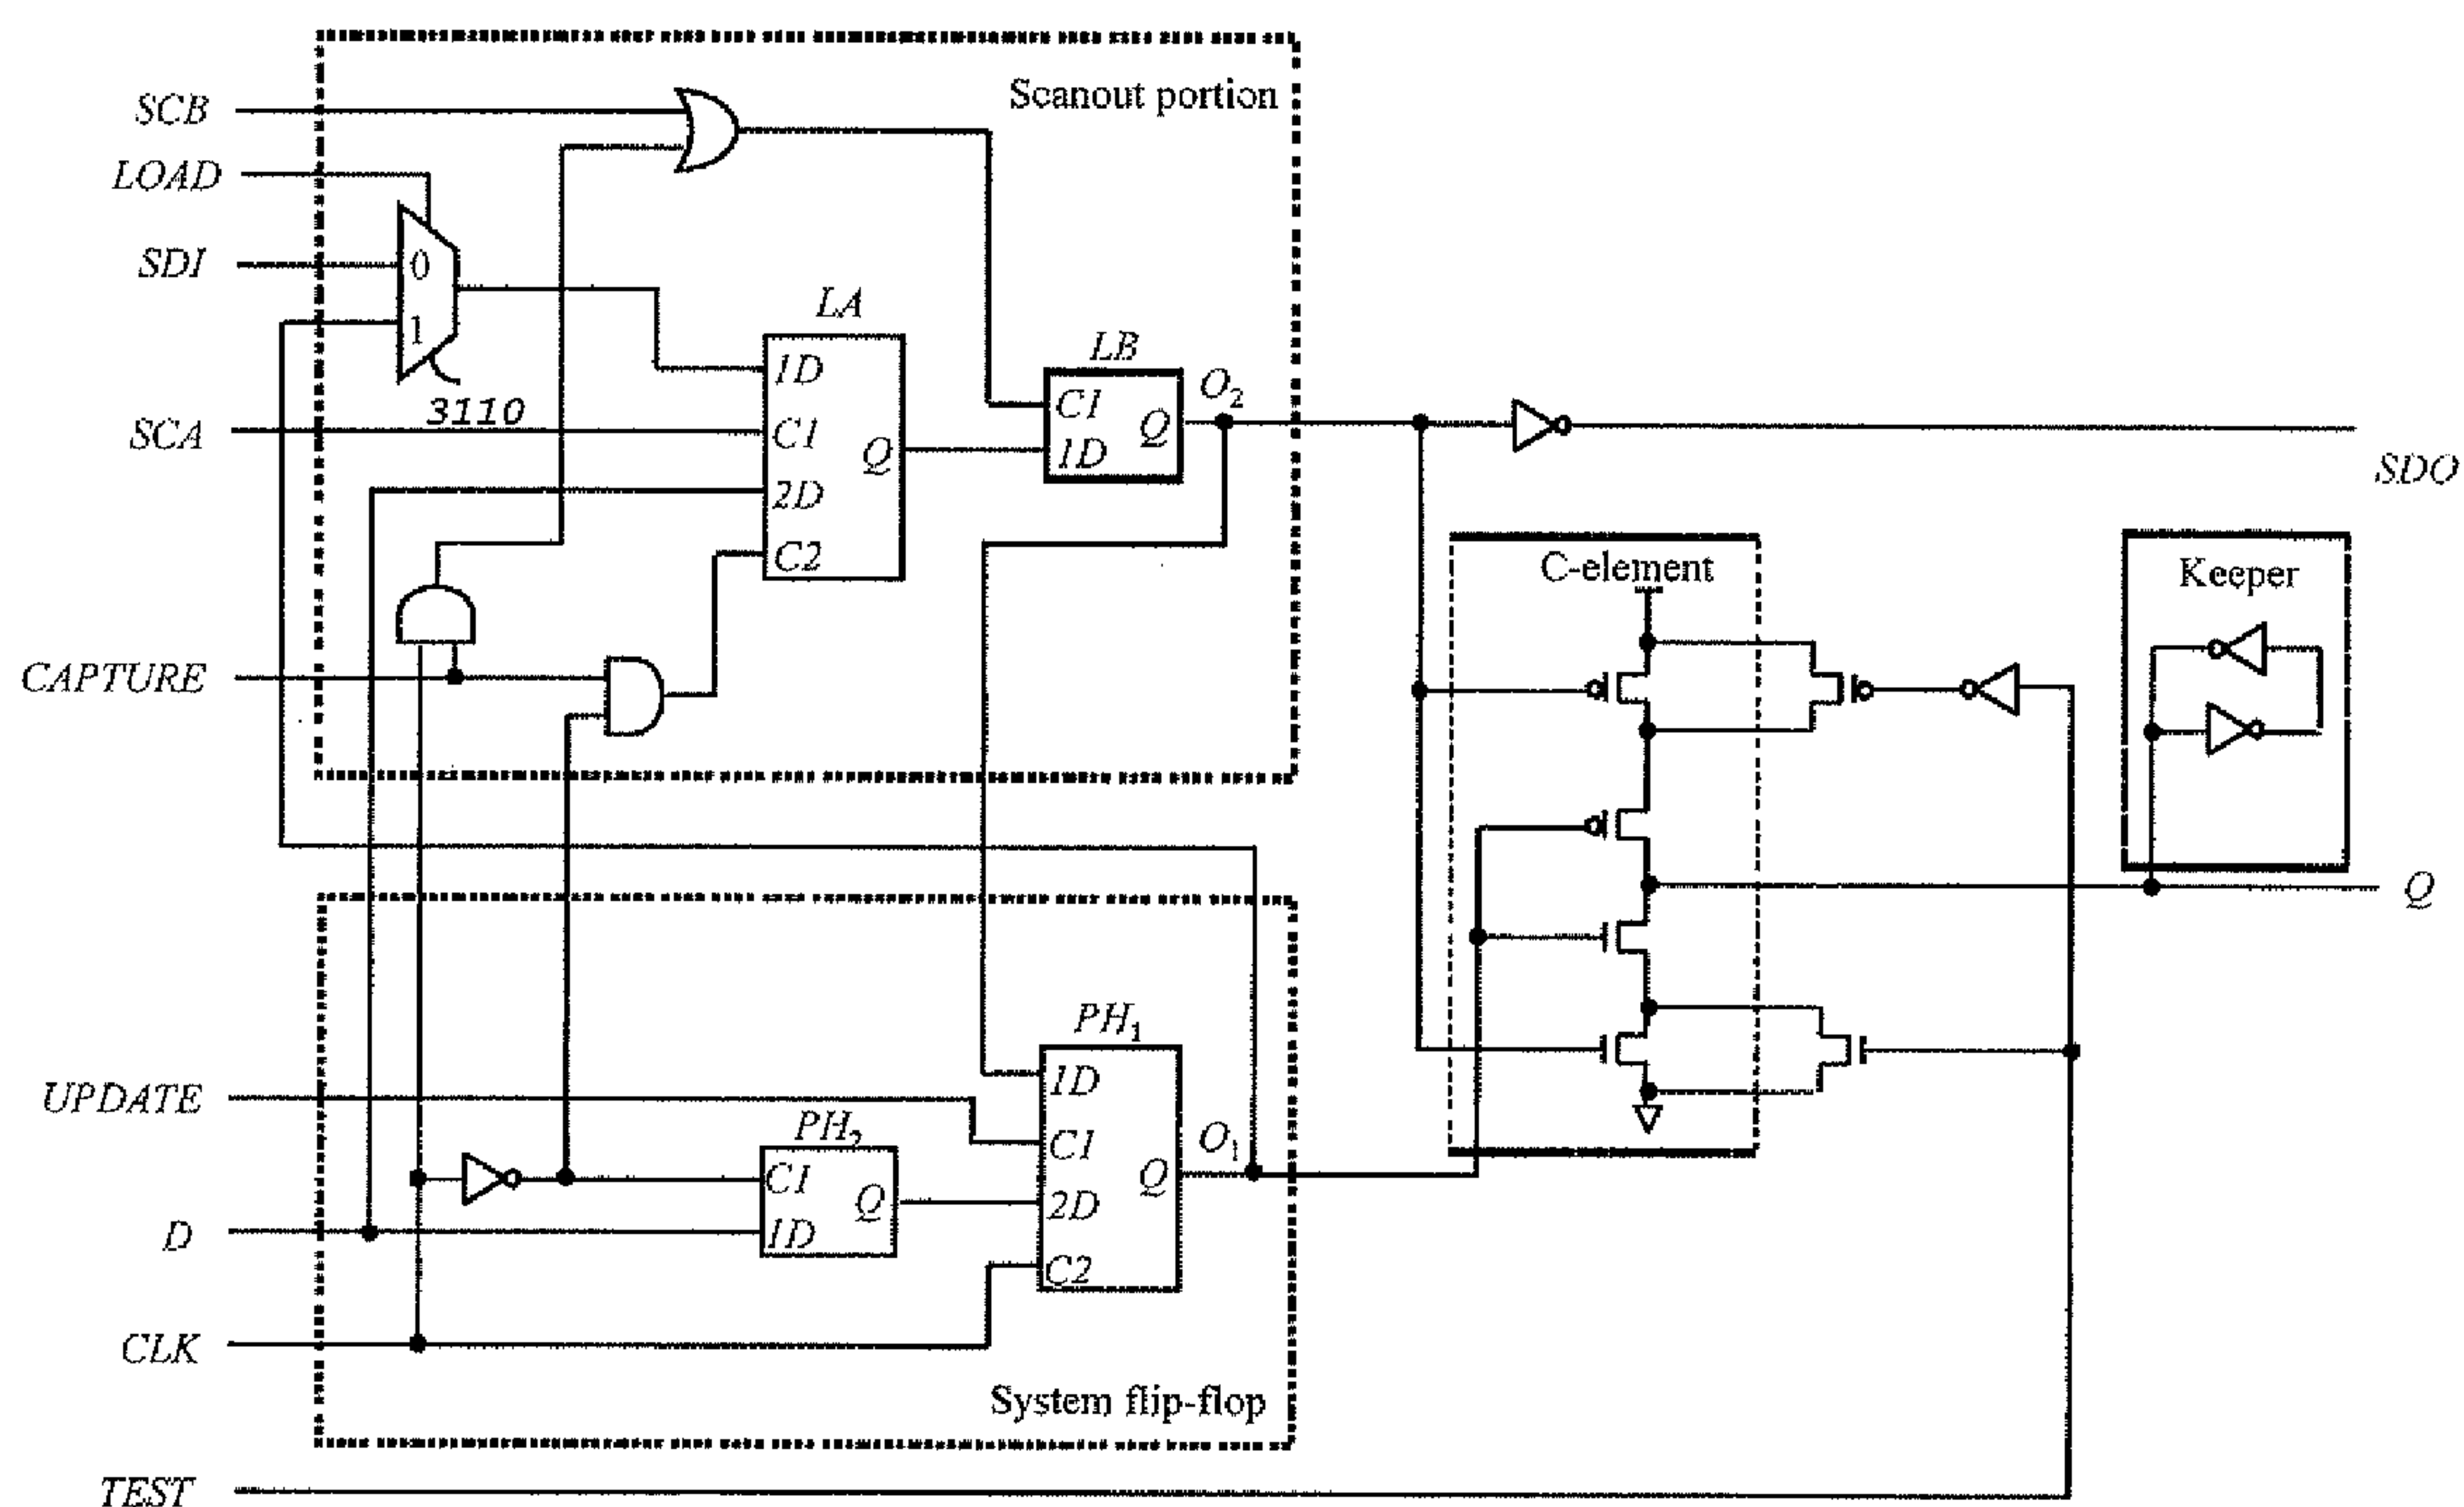 Scanout portion
SCB
LOAD
SDI
0
1
3110
SCA
LA
1D
C1
2D
C2
Q
LB
C1
1D
Q
O₂
SDO
C-element
Keeper
CAPTURE
Q
UPDATE
PH₂
C1
1D
Q
PH₁
1D
C1
2D
C2
Q
O₁
D
CLK
System flip-flop
TEST